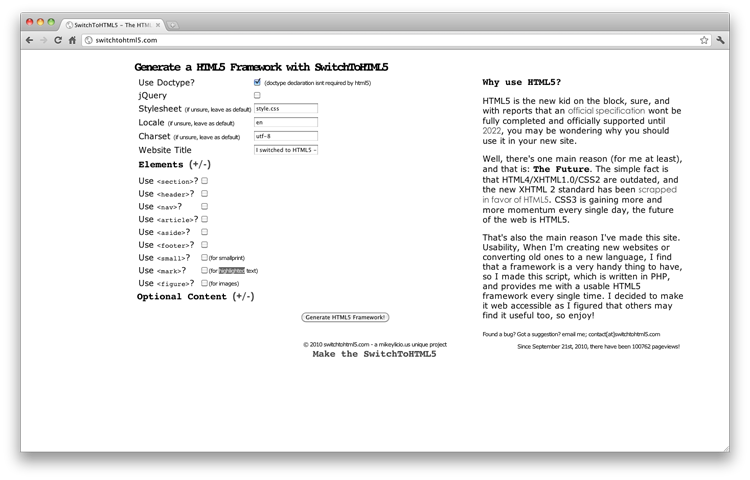 SwitchToHTML5 - The HTML
switchtohtml5.com
Generate a HTML5 Framework with SwitchToHTML5
Use Doctype? (doctype declaration isnt required by html5)
jQuery
Stylesheet (if unsure, leave as default) style.css
Locale (if unsure, leave as default) en
Charset (if unsure, leave as default) utf-8
Website Title I switched to HTML5 -
Elements (+/-)
Use <section>?
Use <header>?
Use <nav>?
Use <article>?
Use <aside>?
Use <footer>?
Use <small>? (for smallprint)
Use <mark>? (for highlighted text)
Use <figure>? (for images)
Optional Content (+/-)
Generate HTML5 Framework!
© 2010 switchtohtml5.com - a mikeylicio.us unique project
Make the SwitchToHTML5
Why use HTML5?
HTML5 is the new kid on the block, sure, and
with reports that an official specification wont be
fully completed and officially supported until
2022, you may be wondering why you should
use it in your new site.
Well, there's one main reason (for me at least),
and that is: The Future. The simple fact is
that HTML4/XHTML1.0/CSS2 are outdated, and
the new XHTML 2 standard has been scrapped
in favor of HTML5. CSS3 is gaining more and
more momentum every single day, the future
of the web is HTML5.
That's also the main reason I've made this site.
Usability, When I'm creating new websites or
converting old ones to a new language, I find
that a framework is a very handy thing to have,
so I made this script, which is written in PHP,
and provides me with a usable HTML5
framework every single time. I decided to make
it web accessible as I figured that others may
find it useful too, so enjoy!
Found a bug? Got a suggestion? email me; contact[at]switchtohtml5.com
Since September 21st, 2010, there have been 100762 pageviews!